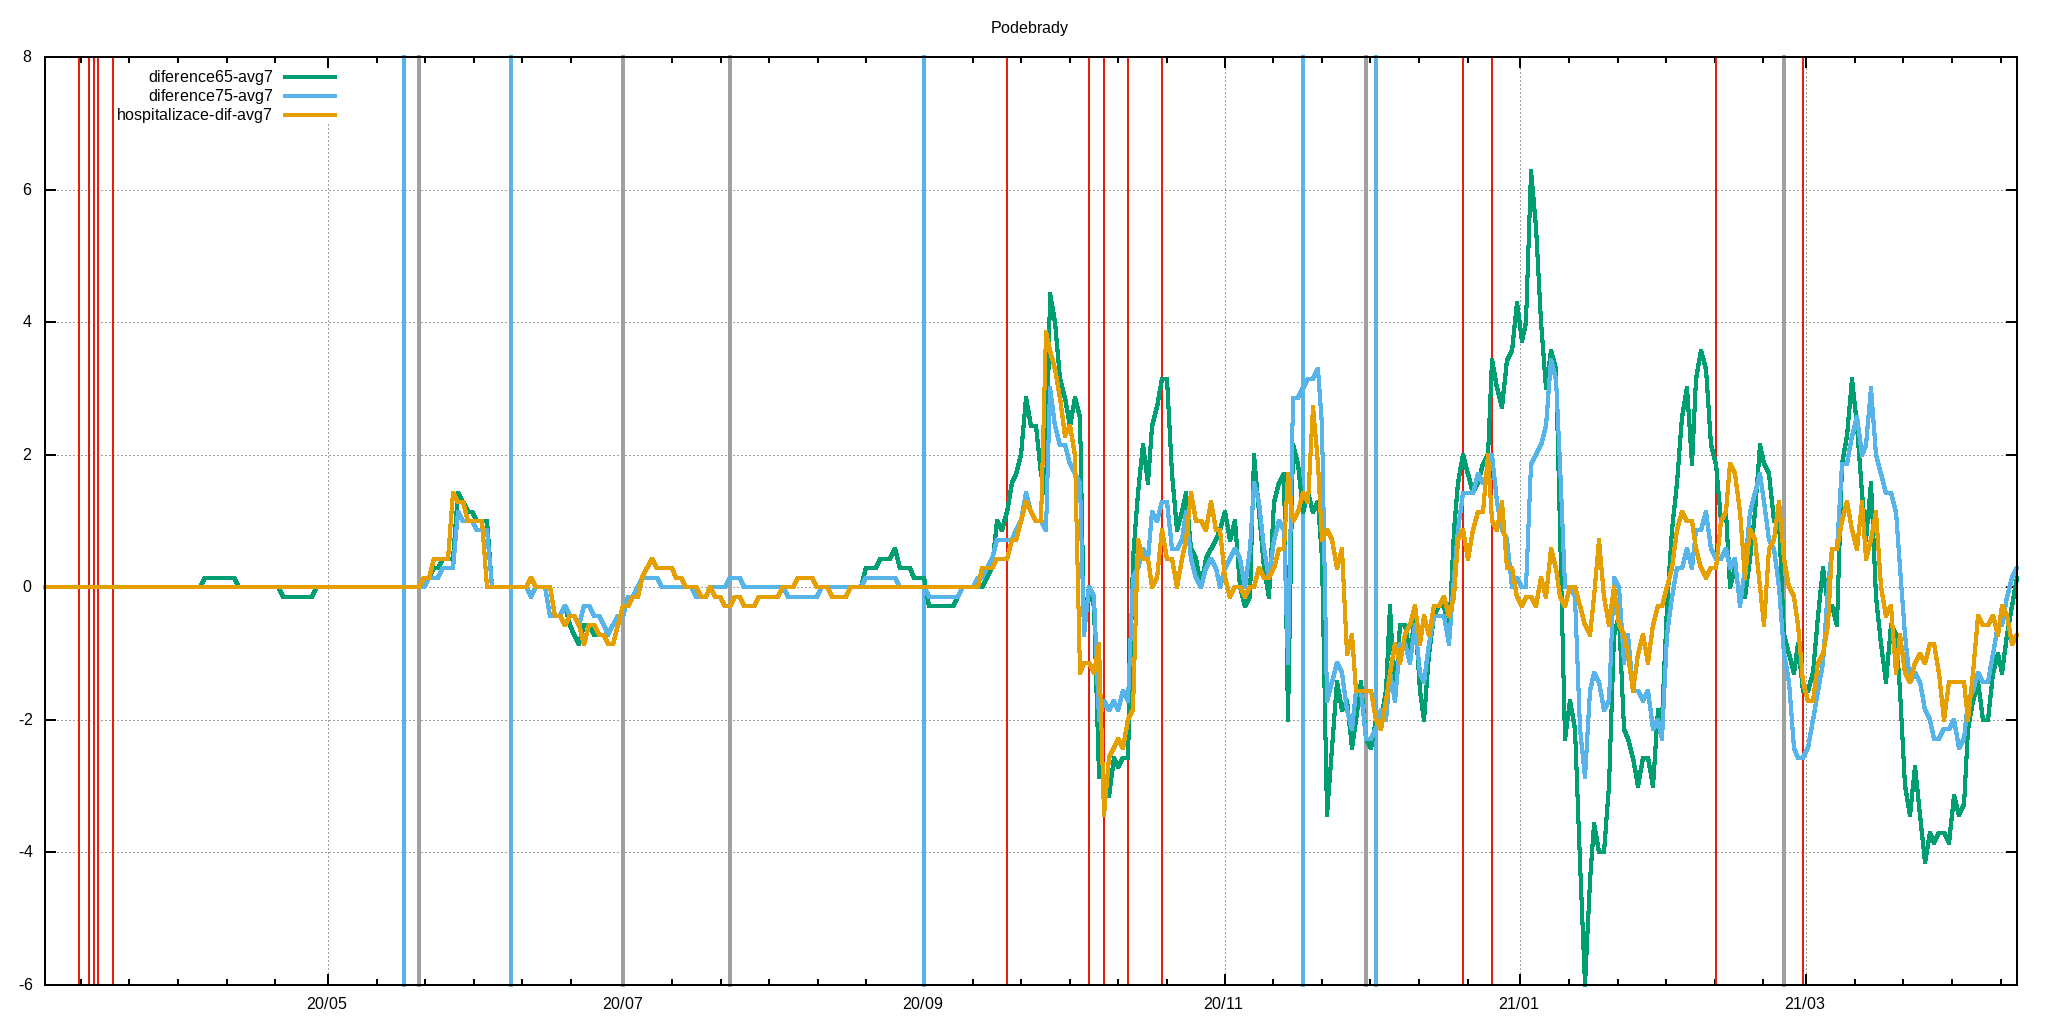 Podebrady
diference65-avg7
diference75-avg7
hospitalizace-dif-avg7
8
6
4
2
0
-2
-4
-6
20/05 20/07 20/09 20/11 21/01 21/03